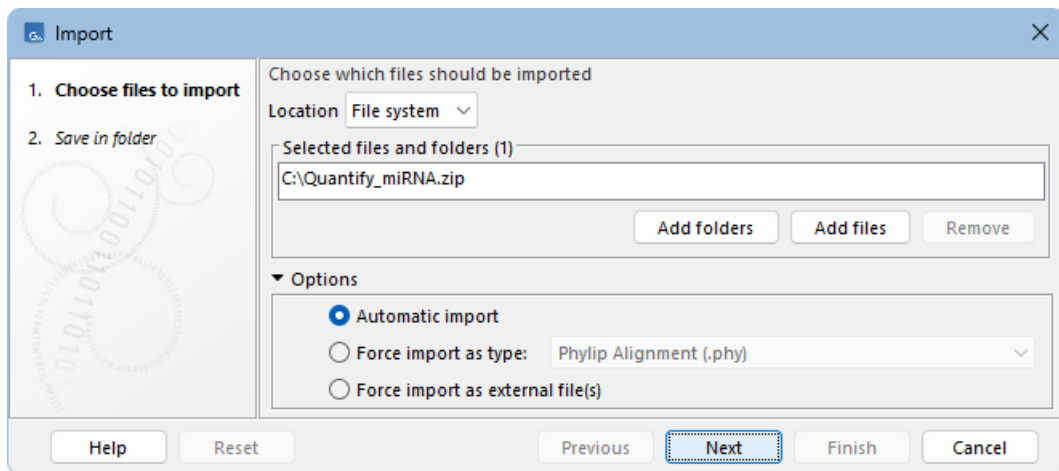 Import
1. Choose files to import
2. Save in folder
Choose which files should be imported
Location File system
Selected files and folders (1)
C:\Quantify_miRNA.zip
Add folders Add files Remove
Options
Automatic import
Force import as type: Phylip Alignment (.phy)
Force import as external file(s)
Help Reset Previous Next Finish Cancel